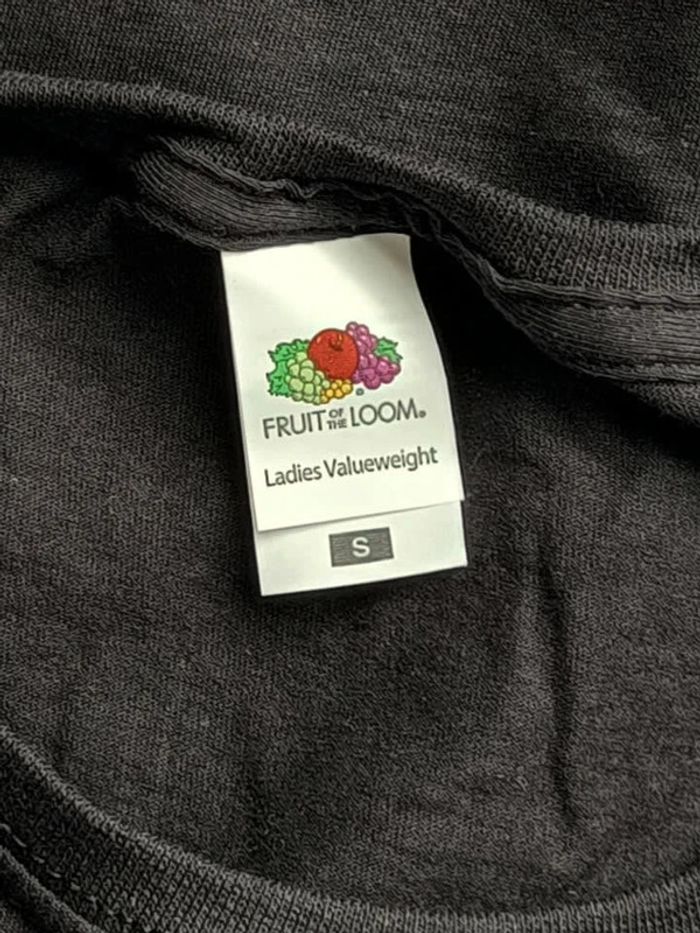 FRUIT OF THE LOOM®
Ladies Valueweight
S